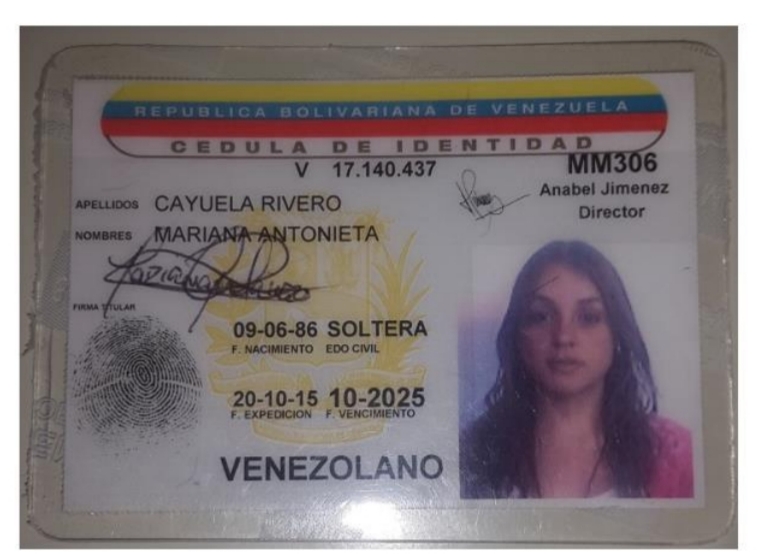 REPUBLICA BOLIVARIANA DE VENEZUELA
CEDULA DE IDENTIDAD
V 17.140.437
MM306
Anabel Jimenez
Director
APELLIDOS CAYUELA RIVERO
NOMBRES MARIANA ANTONIETA
FIRMA TITULAR
09-06-86 SOLTERA
F. NACIMIENTO EDO CIVIL
20-10-15 10-2025
F. EXPEDICION F. VENCIMIENTO
VENEZOLANO